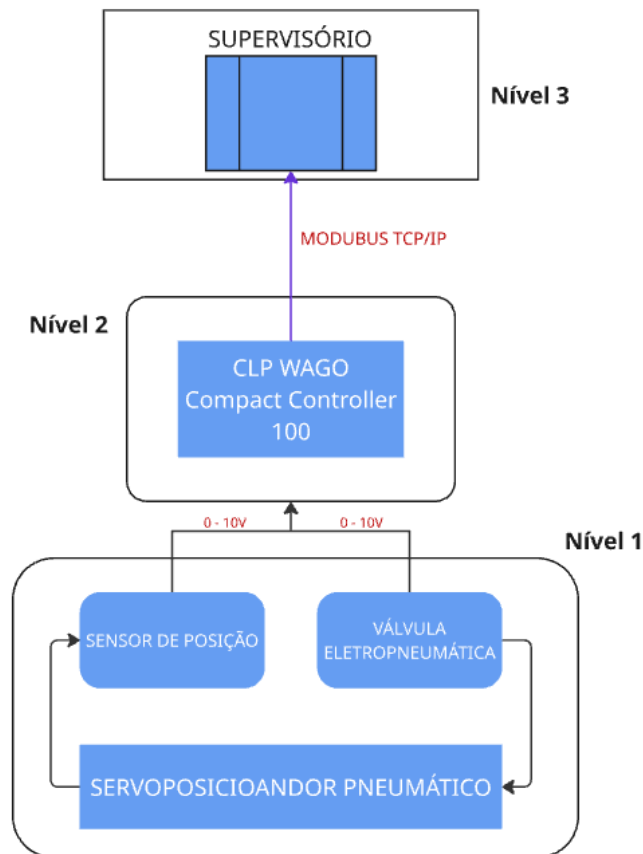 SUPERVISÓRIO
Nível 3
MODUBUS TCP/IP
Nível 2
CLP WAGO
Compact Controller
100
0 - 10V
0 - 10V
Nível 1
SENSOR DE POSIÇÃO
VÁLVULA
ELETROPNEUMÁTICA
SERVOPOSICIOANDOR PNEUMÁTICO